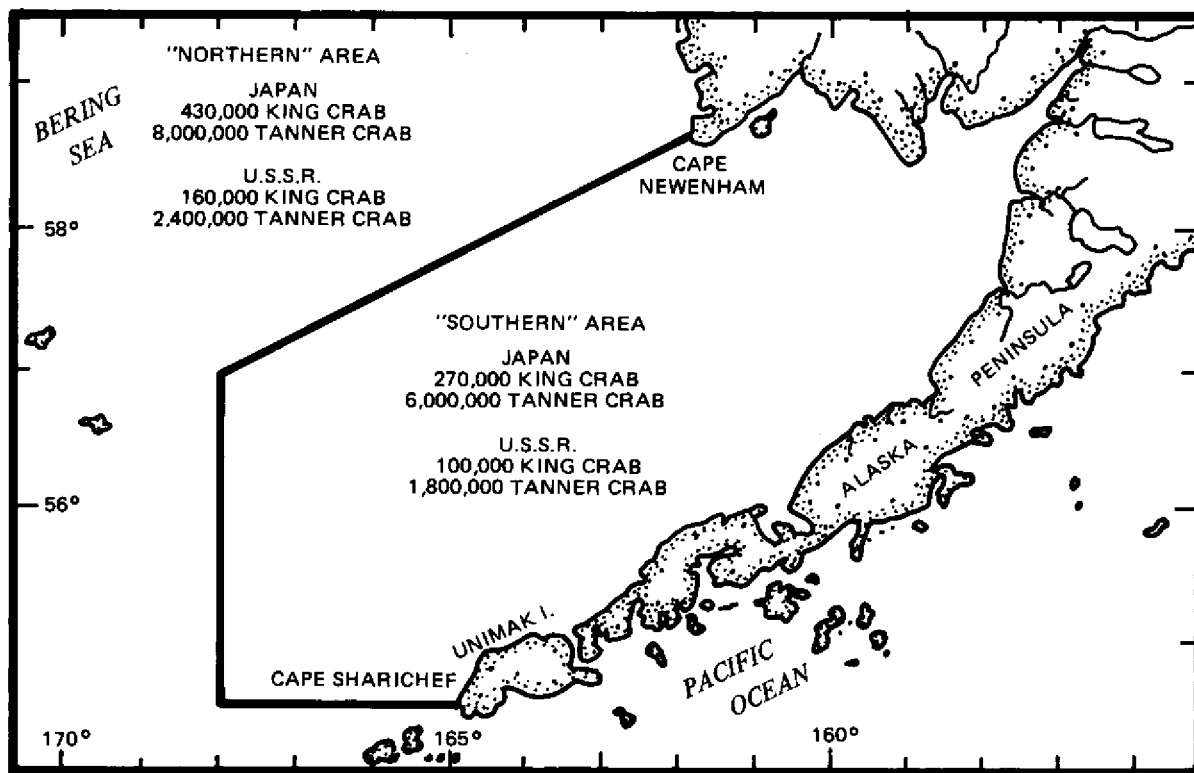 "NORTHERN" AREA
JAPAN
430,000 KING CRAB
8,000,000 TANNER CRAB
U.S.S.R.
160,000 KING CRAB
2,400,000 TANNER CRAB
BERING
SEA
CAPE
NEWENHAM
58°
"SOUTHERN" AREA
JAPAN
270,000 KING CRAB
6,000,000 TANNER CRAB
U.S.S.R.
100,000 KING CRAB
1,800,000 TANNER CRAB
PENINSULA
ALASKA
56°
UNIMAK I.
CAPE SHARICHEF
PACIFIC
OCEAN
170°
165°
160°